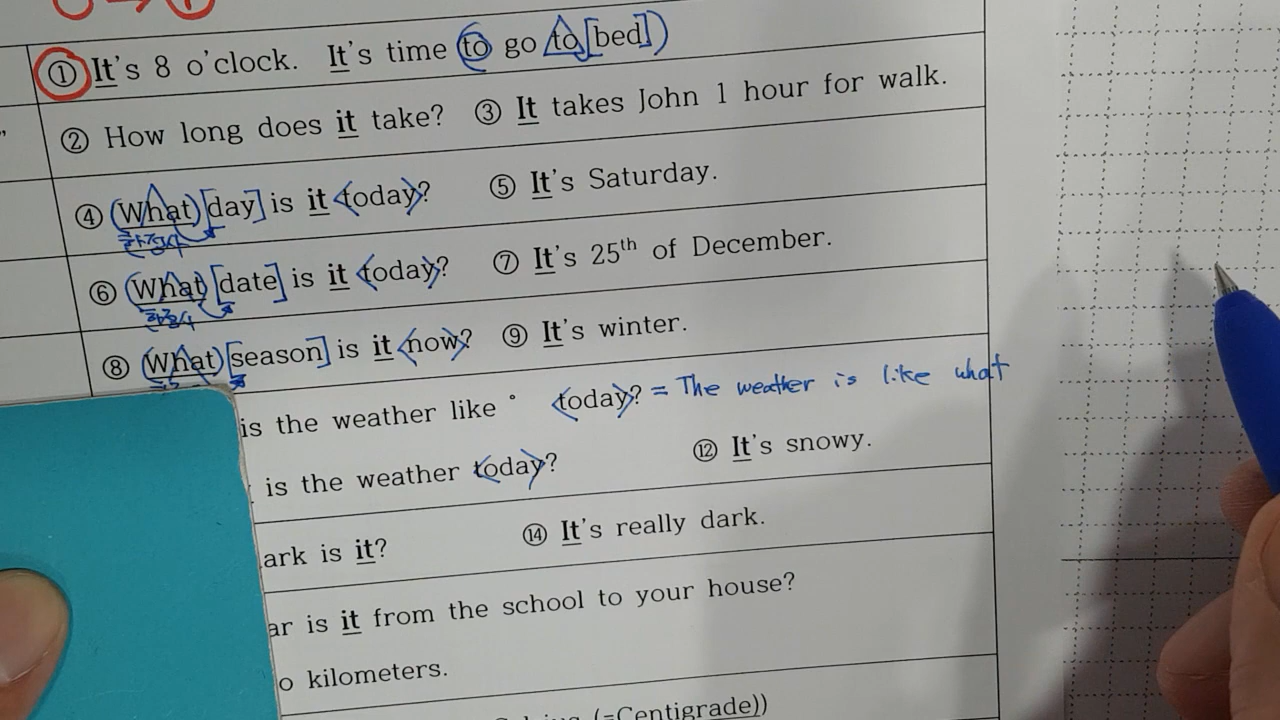 ① It's 8 o'clock. It's time to go to [bed])
② How long does it take? ③ It takes John 1 hour for walk.
④ (What) [day] is it <today>? ⑤ It's Saturday.
⑥ (What) [date] is it <today>? ⑦ It's 25th of December.
⑧ (What) [season] is it <now>? ⑨ It's winter.
is the weather like <today>? = The weather is like what
is the weather <today>? ⑫ It's snowy.
ark is it? ⑭ It's really dark.
ar is it from the school to your house?
o kilometers.
(=Centigrade))